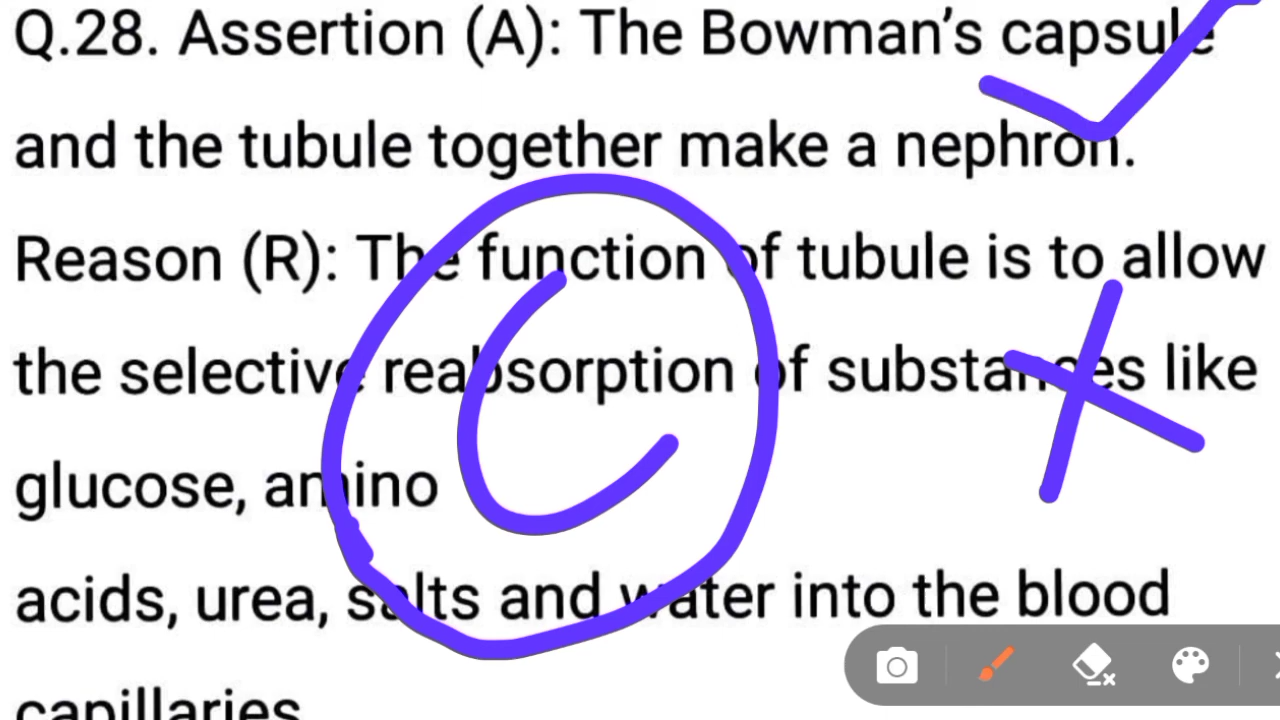 Q.28. Assertion (A): The Bowman's capsule
and the tubule together make a nephron.
Reason (R): The function of tubule is to allow
the selective reabsorption of substances like
glucose, amino
C
acids, urea, salts and water into the blood
capillaries